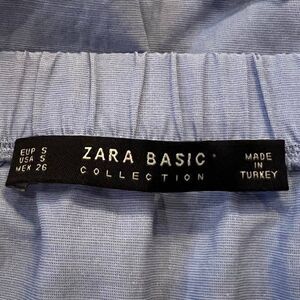 EUR S
USA S
MEX 26
ZARA BASIC
COLLECTION
MADE
IN
TURKEY